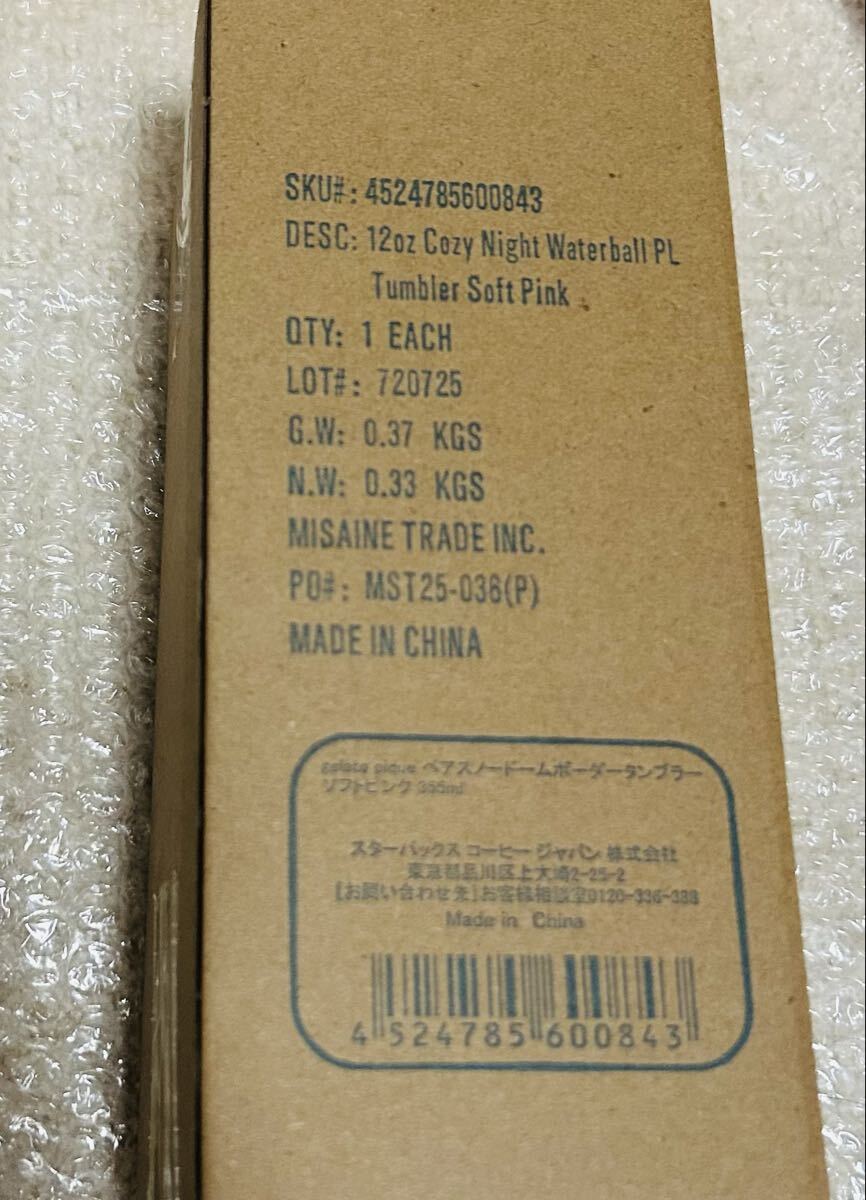 SKU#: 4524785600843
DESC: 12oz Cozy Night Waterball PL
Tumbler Soft Pink
QTY: 1 EACH
LOT#: 720725
G.W: 0.37 KGS
N.W: 0.33 KGS
MISAINE TRADE INC.
PO#: MST25-036(P)
MADE IN CHINA
gelato pique ベアスノードームボーダータンブラー
ソフトピンク 355ml
スターバックス コーヒー ジャパン 株式会社
東京都品川区上大崎2-25-2
[お問い合わせ先]お客様相談室0120-336-388
Made in China
4 524785 600843